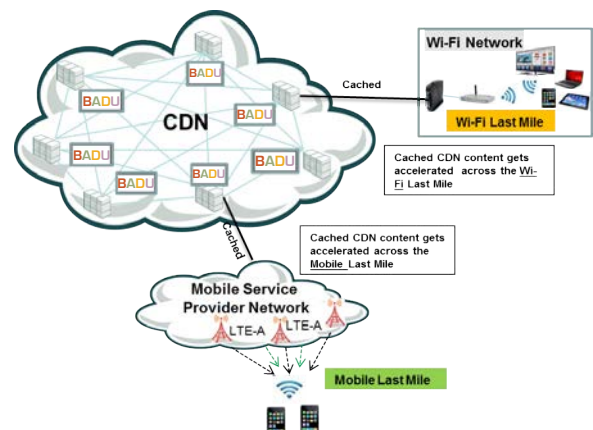 BADU
BADU
BADU
CDN
BADU
BADU
BADU
BADU
Cached
Wi-Fi Network
Wi-Fi Last Mile
Cached CDN content gets
accelerated across the Wi-
Fi Last Mile
Cached
Cached CDN content gets
accelerated across the
Mobile Last Mile
Mobile Service
Provider Network
LTE-A
LTE-A
Mobile Last Mile